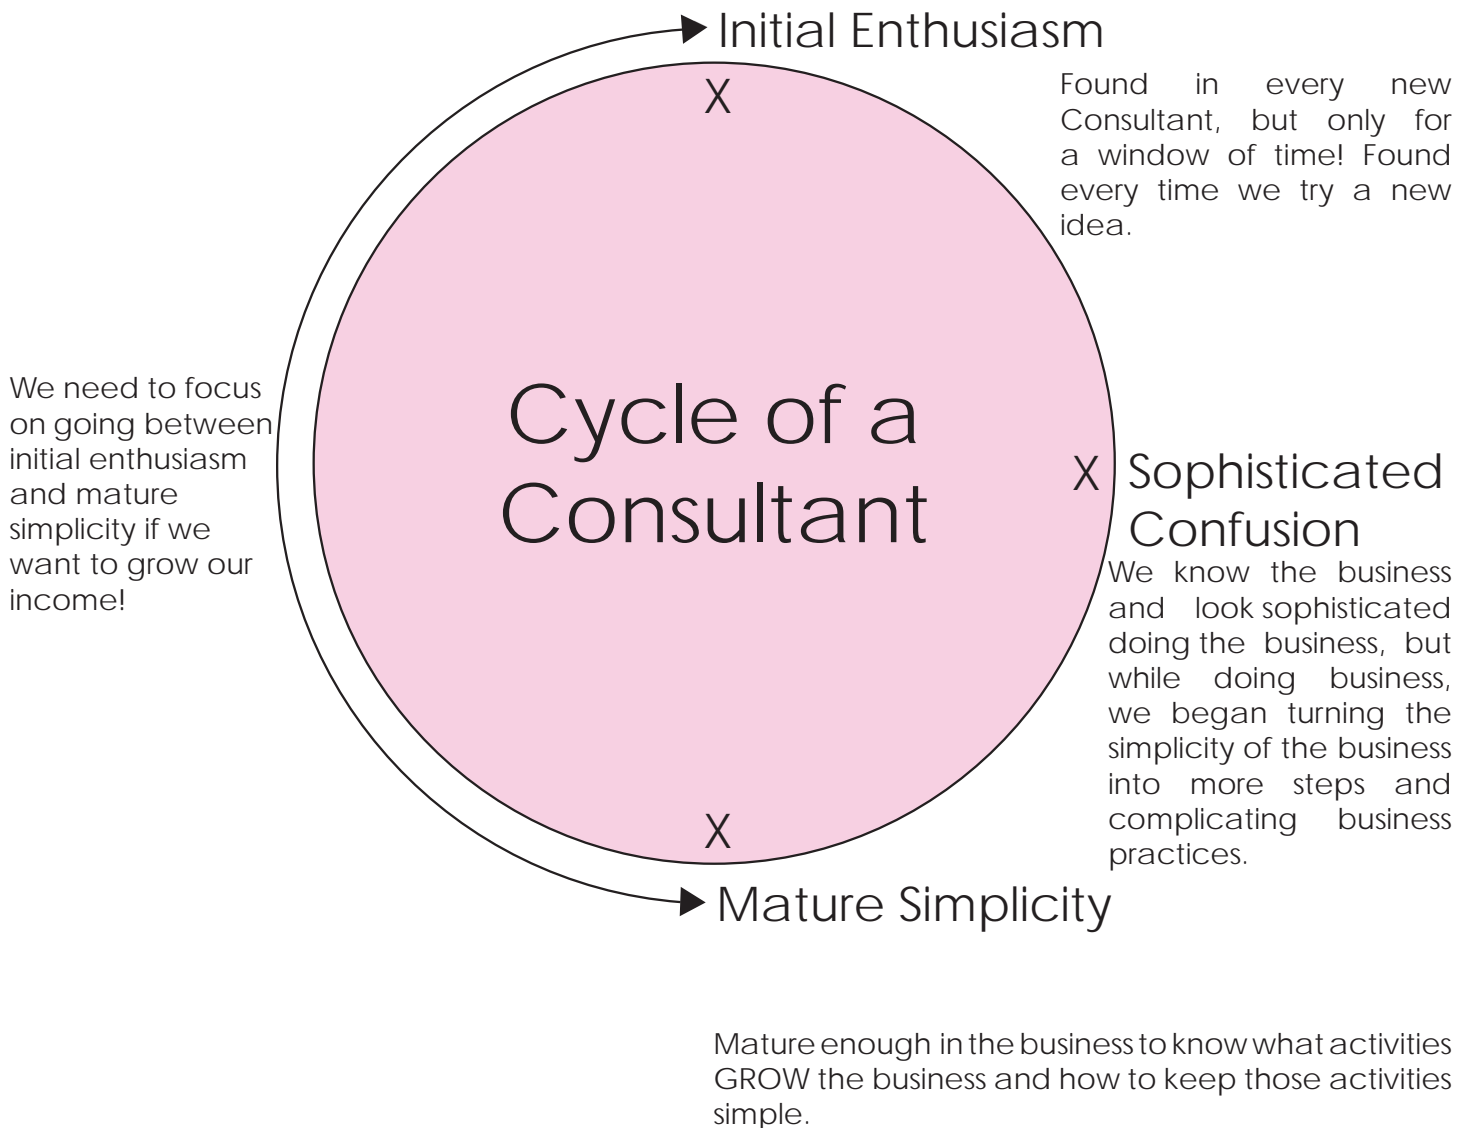 Initial Enthusiasm
X
Found in every new
Consultant, but only for
a window of time! Found
every time we try a new
idea.
We need to focus
on going between
initial enthusiasm
and mature
simplicity if we
want to grow our
income!
Cycle of a
Consultant
X
Sophisticated
Confusion
We know the business
and look sophisticated
doing the business, but
while doing business,
we began turning the
simplicity of the business
into more steps and
complicating business
practices.
X
Mature Simplicity
Mature enough in the business to know what activities
GROW the business and how to keep those activities
simple.